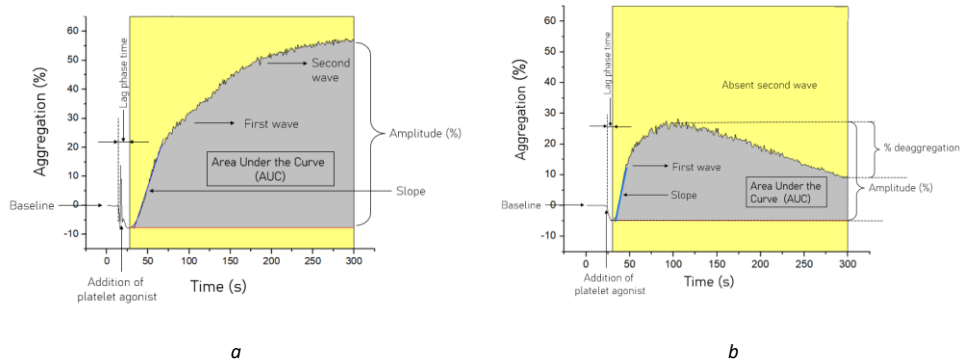 60
50
40
30
20
10
0
-10
Aggregation (%)
Lag phase time
Second
wave
First wave
Amplitude (%)
Area Under the Curve
(AUC)
Slope
Baseline
0
50
100
150
200
250
300
Addition of
platelet agonist
Time (s)
a
60
50
40
30
20
10
0
-10
Aggregation (%)
Lag phase time
Absent second wave
% deaggregation
First wave
Amplitude (%)
Slope
Area Under the
Curve (AUC)
Baseline
0
50
100
150
200
250
300
Addition of
platelet agonist
Time (s)
b